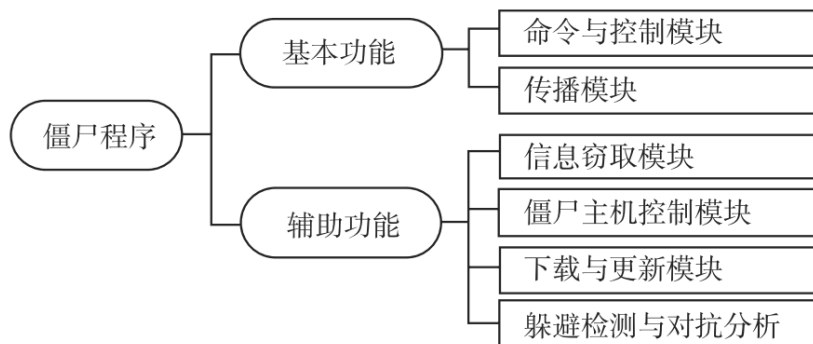 僵尸程序
基本功能
命令与控制模块
传播模块
辅助功能
信息窃取模块
僵尸主机控制模块
下载与更新模块
躲避检测与对抗分析